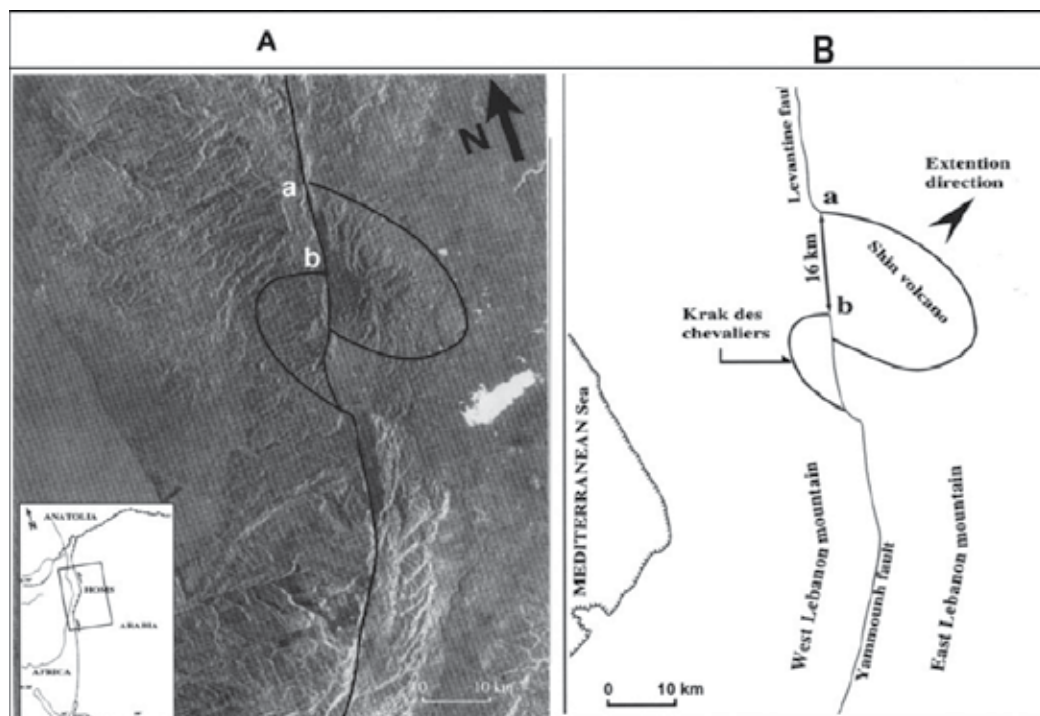 A
B
N
a
b
10 km
ANATOLIA
HOMS
ARABIA
AFRICA
Levantine fau
a
Extention
direction
16 km
Shin volcano
b
Krak des
chevaliers
MEDITERRANEAN Sea
West Lebanon mountain
Yammounh fault
East Lebanon mountain
0 10 km